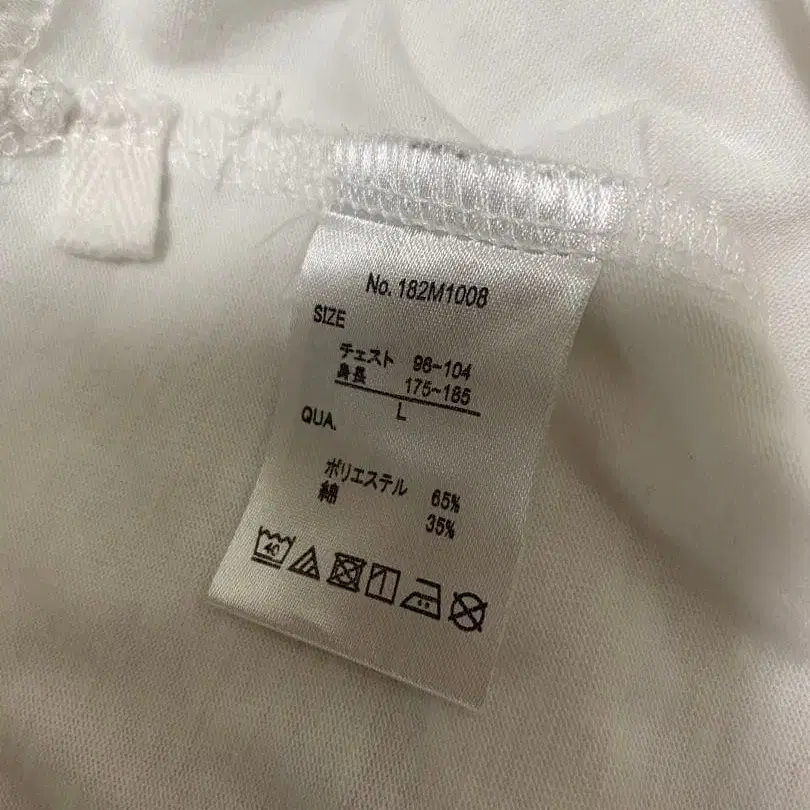 No. 182M1008
SIZE
チェスト 96~104
身長 175~185
L
QUA.
ポリエステル 65%
綿 35%
40